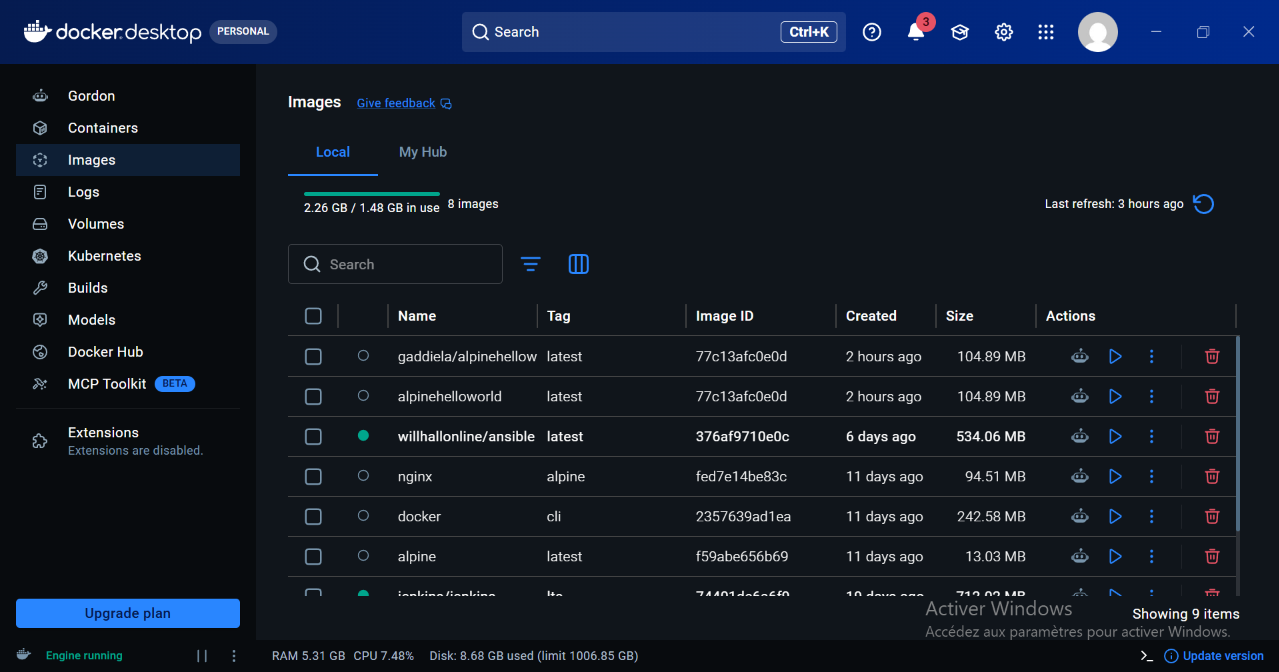 docker.desktop PERSONAL
Search Ctrl+K
3
Gordon
Containers
Images
Logs
Volumes
Kubernetes
Builds
Models
Docker Hub
MCP Toolkit BETA
Extensions
Extensions are disabled.
Upgrade plan
Images Give feedback
Local My Hub
2.26 GB / 1.48 GB in use 8 images
Last refresh: 3 hours ago
Search
Name Tag Image ID Created Size Actions
gaddiela/alpinehellow latest 77c13afc0e0d 2 hours ago 104.89 MB
alpinehelloworld latest 77c13afc0e0d 2 hours ago 104.89 MB
willhallonline/ansible latest 376af9710e0c 6 days ago 534.06 MB
nginx alpine fed7e14be83c 11 days ago 94.51 MB
docker cli 2357639ad1ea 11 days ago 242.58 MB
alpine latest f59abe656b69 11 days ago 13.03 MB
jenkins/jenkins lts
Activer Windows
Showing 9 items
Accédez aux paramètres pour activer Windows.
Engine running
RAM 5.31 GB CPU 7.48% Disk: 8.68 GB used (limit 1006.85 GB)
Update version